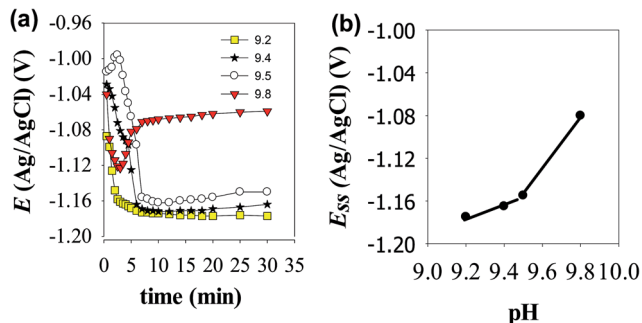 (a)
-0.96
-1.00
-1.04
-1.08
-1.12
-1.16
-1.20
E (Ag/AgCl) (V)
9.2
9.4
9.5
9.8
0 5 10 15 20 25 30 35
time (min)
(b)
-1.00
-1.04
-1.08
-1.12
-1.16
-1.20
Ess (Ag/AgCl) (V)
9.0 9.2 9.4 9.6 9.8 10.0
pH